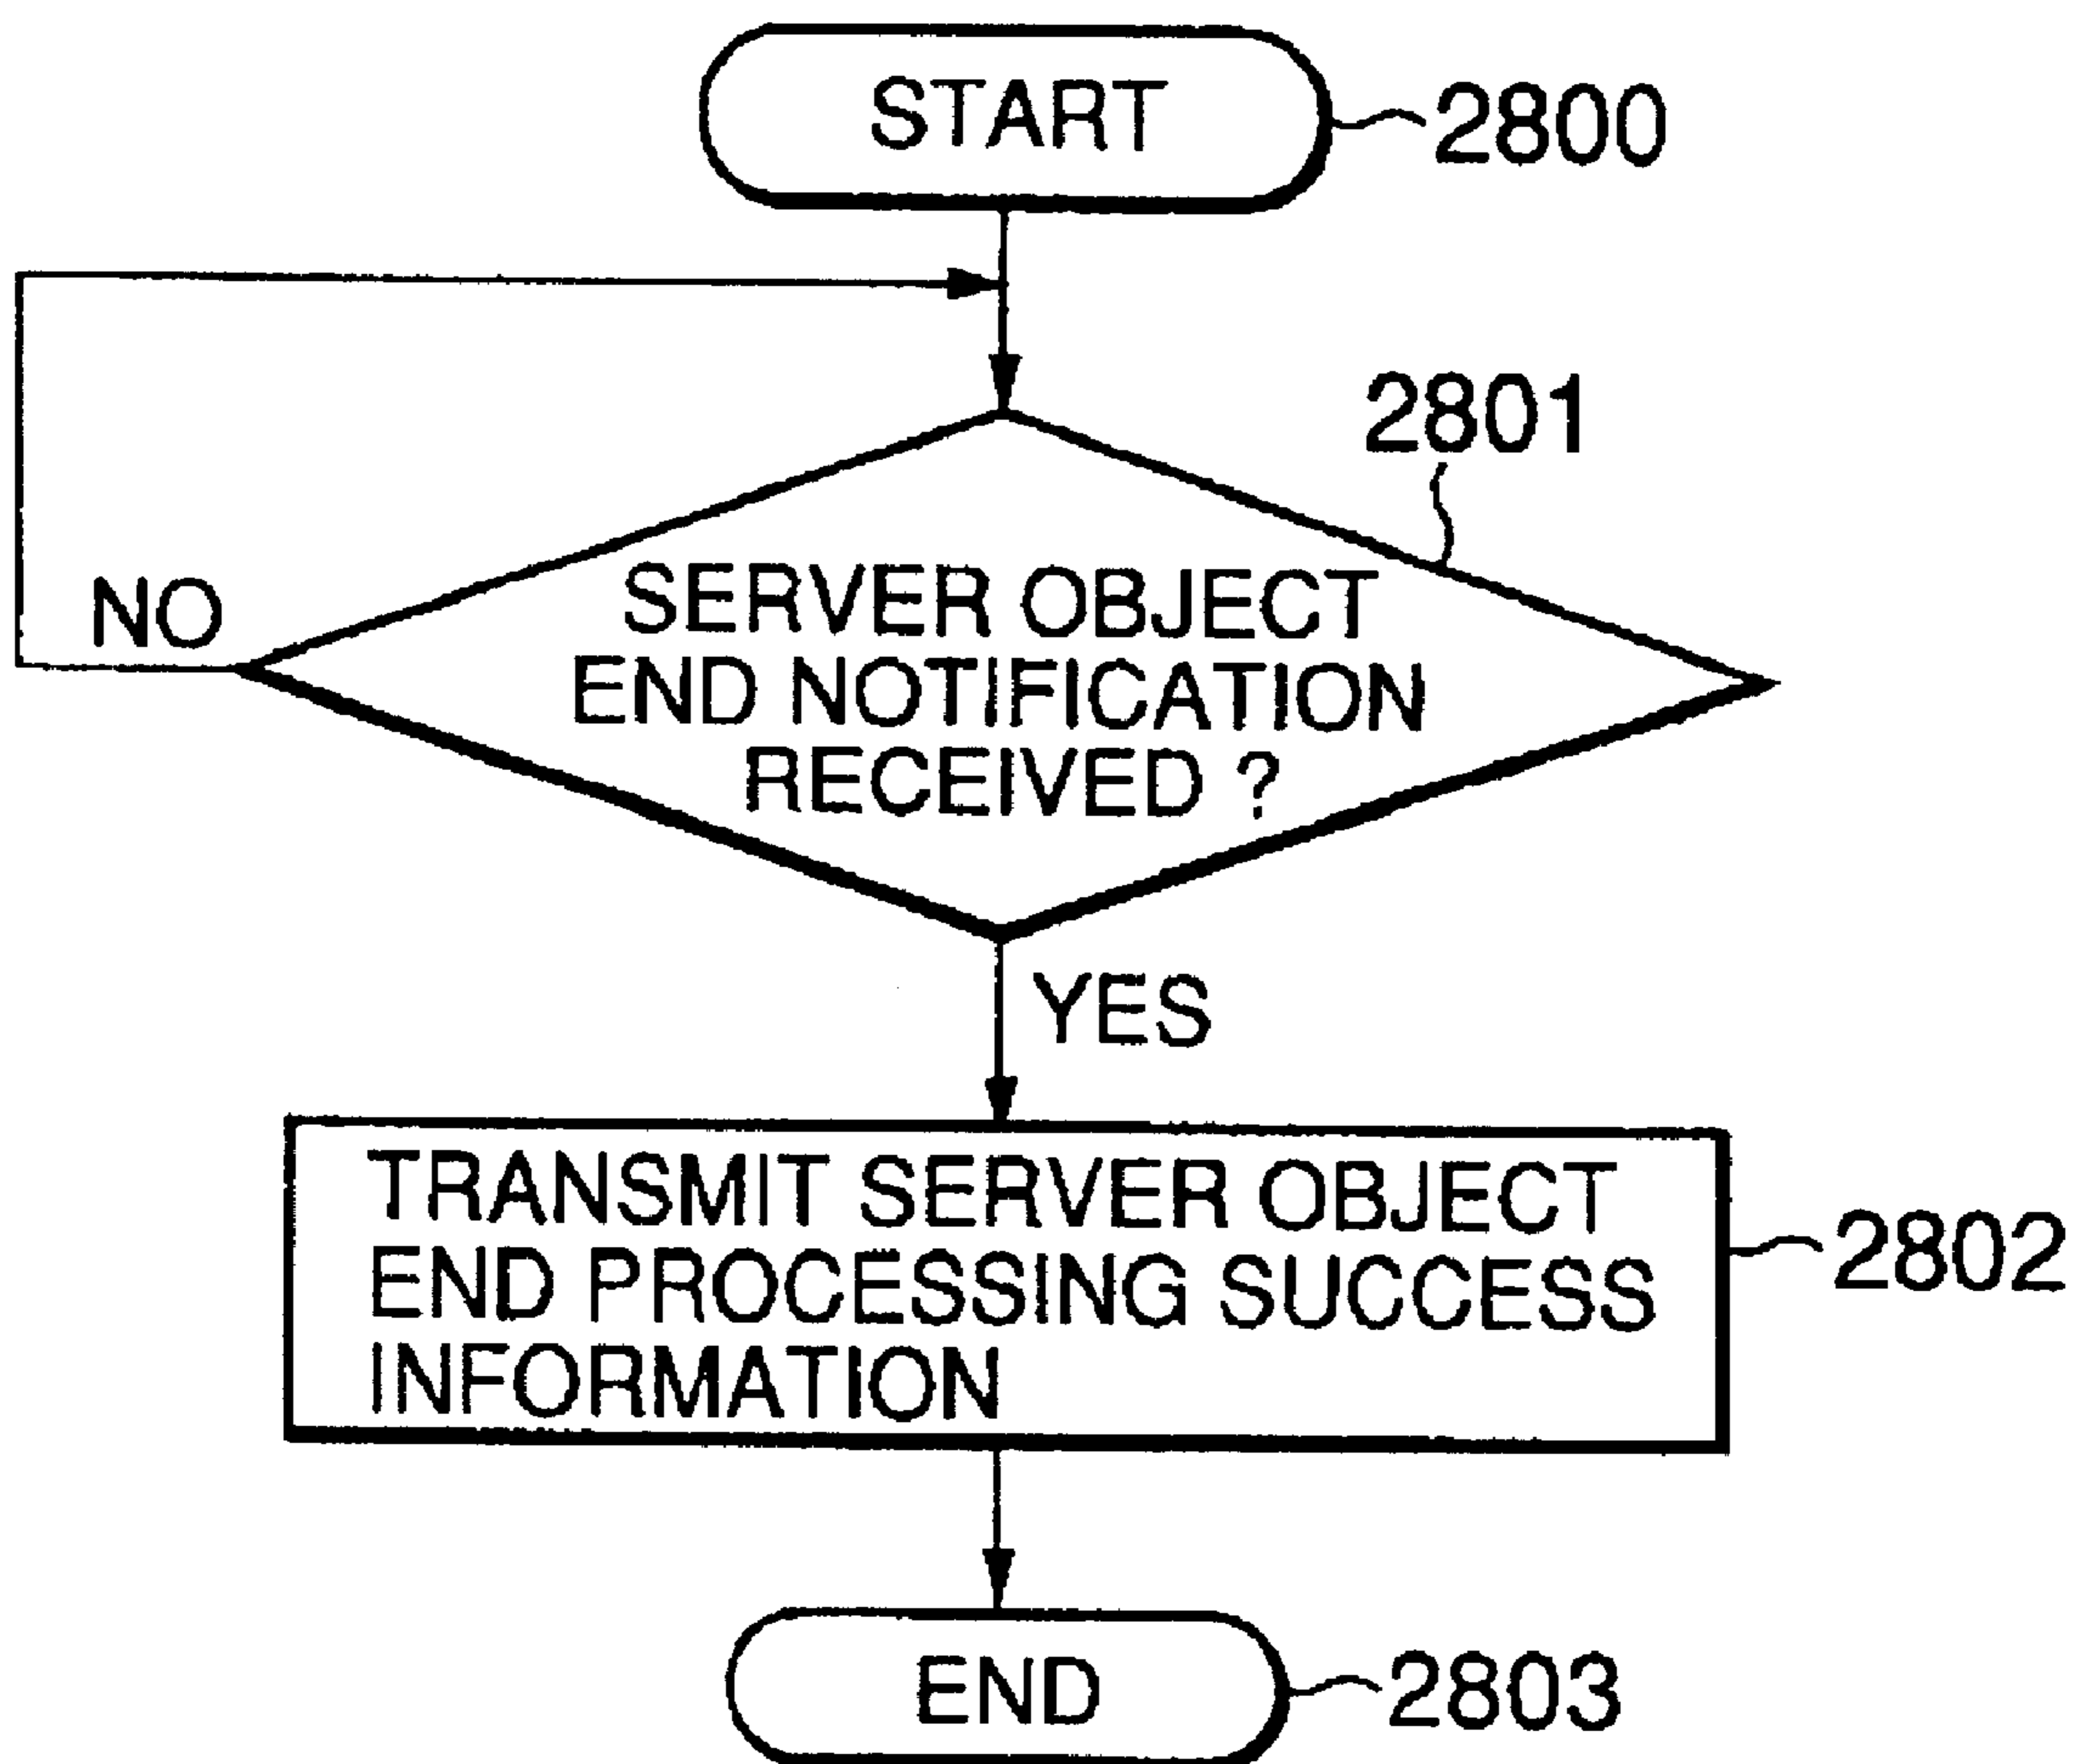 START
2800
2801
NO
SERVER OBJECT
END NOTIFICATION
RECEIVED ?
YES
TRANSMIT SERVER OBJECT
END PROCESSING SUCCESS
INFORMATION
2802
END
2803